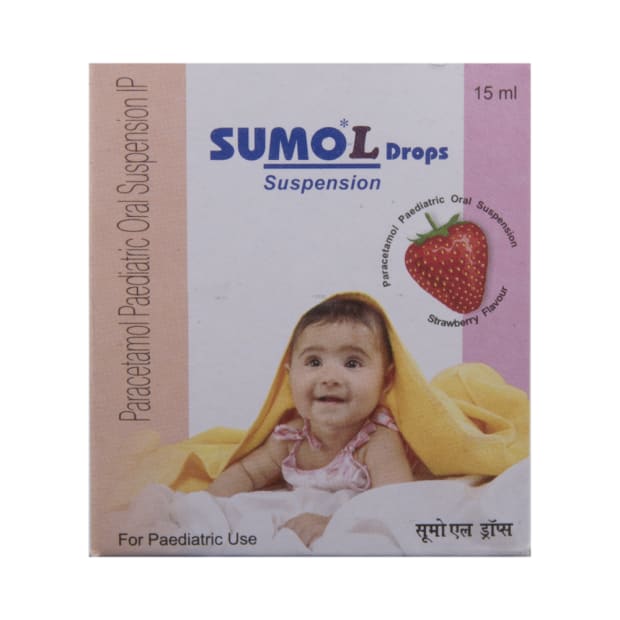 Paracetamol Paediatric Oral Suspension IP
15 ml
SUMO*L Drops
Suspension
Paracetamol Paediatric Oral Suspension
Strawberry Flavour
For Paediatric Use
सूमो एल ड्रॉप्स